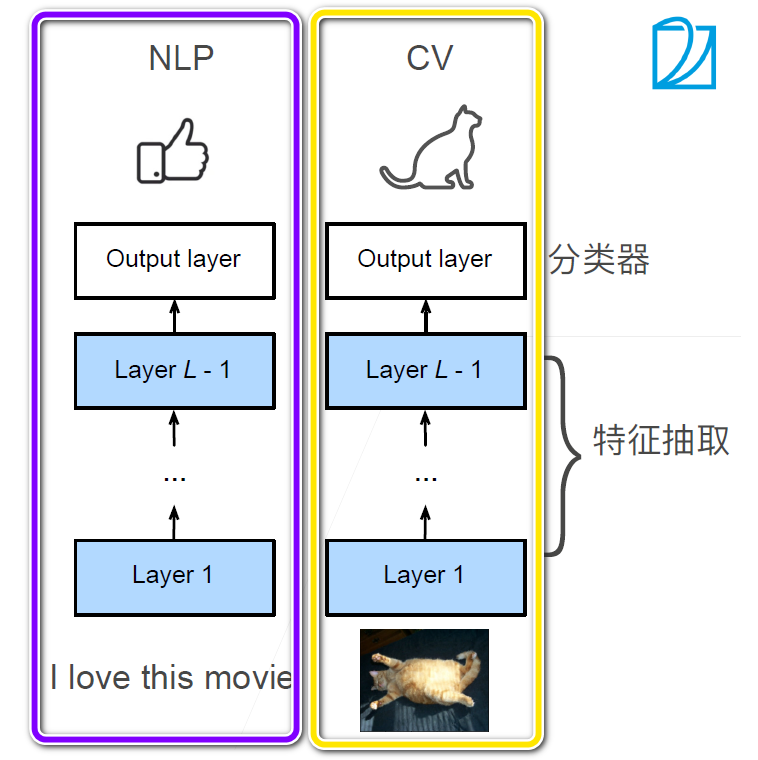 NLP
Output layer
Layer L - 1
...
Layer 1
I love this movie
CV
Output layer
Layer L - 1
...
Layer 1
分类器
特征抽取